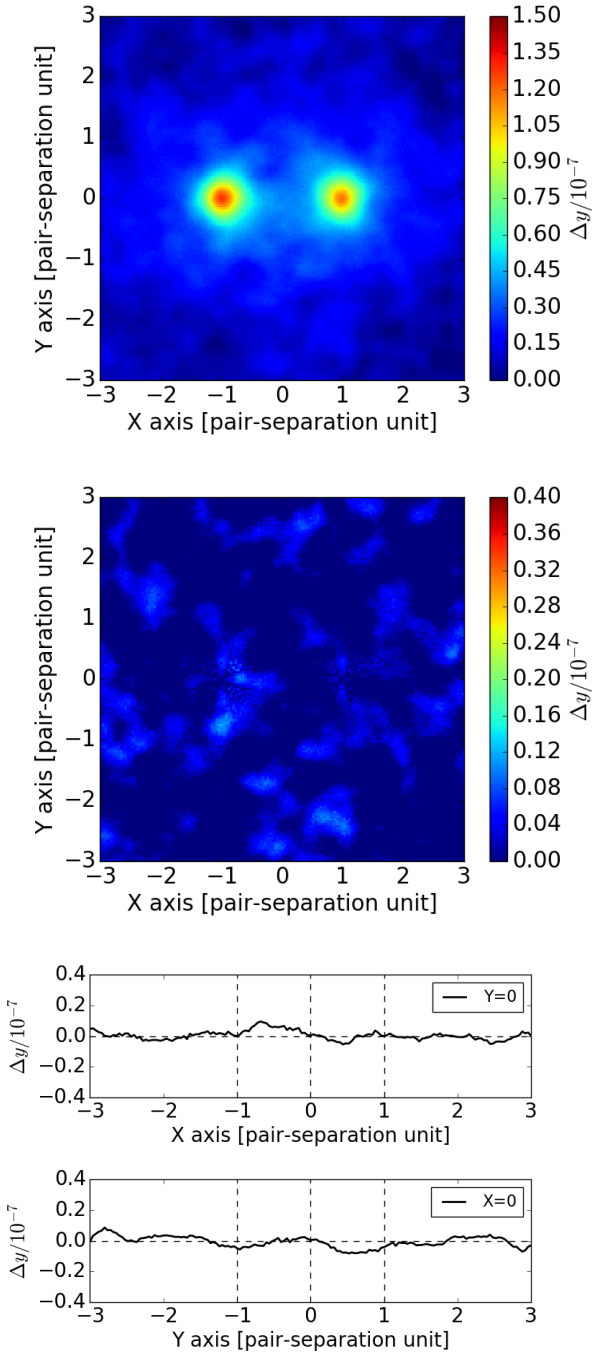 3
2
1
0
−1
−2
−3
Y axis [pair-separation unit]
−3 −2 −1 0 1 2 3
X axis [pair-separation unit]
1.50
1.35
1.20
1.05
0.90
0.75
0.60
0.45
0.30
0.15
0.00
Δy/10⁻⁷
3
2
1
0
−1
−2
−3
Y axis [pair-separation unit]
−3 −2 −1 0 1 2 3
X axis [pair-separation unit]
0.40
0.36
0.32
0.28
0.24
0.20
0.16
0.12
0.08
0.04
0.00
Δy/10⁻⁷
0.4
0.2
0.0
−0.2
−0.4
Δy/10⁻⁷
Y=0
−3 −2 −1 0 1 2 3
X axis [pair-separation unit]
0.4
0.2
0.0
−0.2
−0.4
Δy/10⁻⁷
X=0
−3 −2 −1 0 1 2 3
Y axis [pair-separation unit]